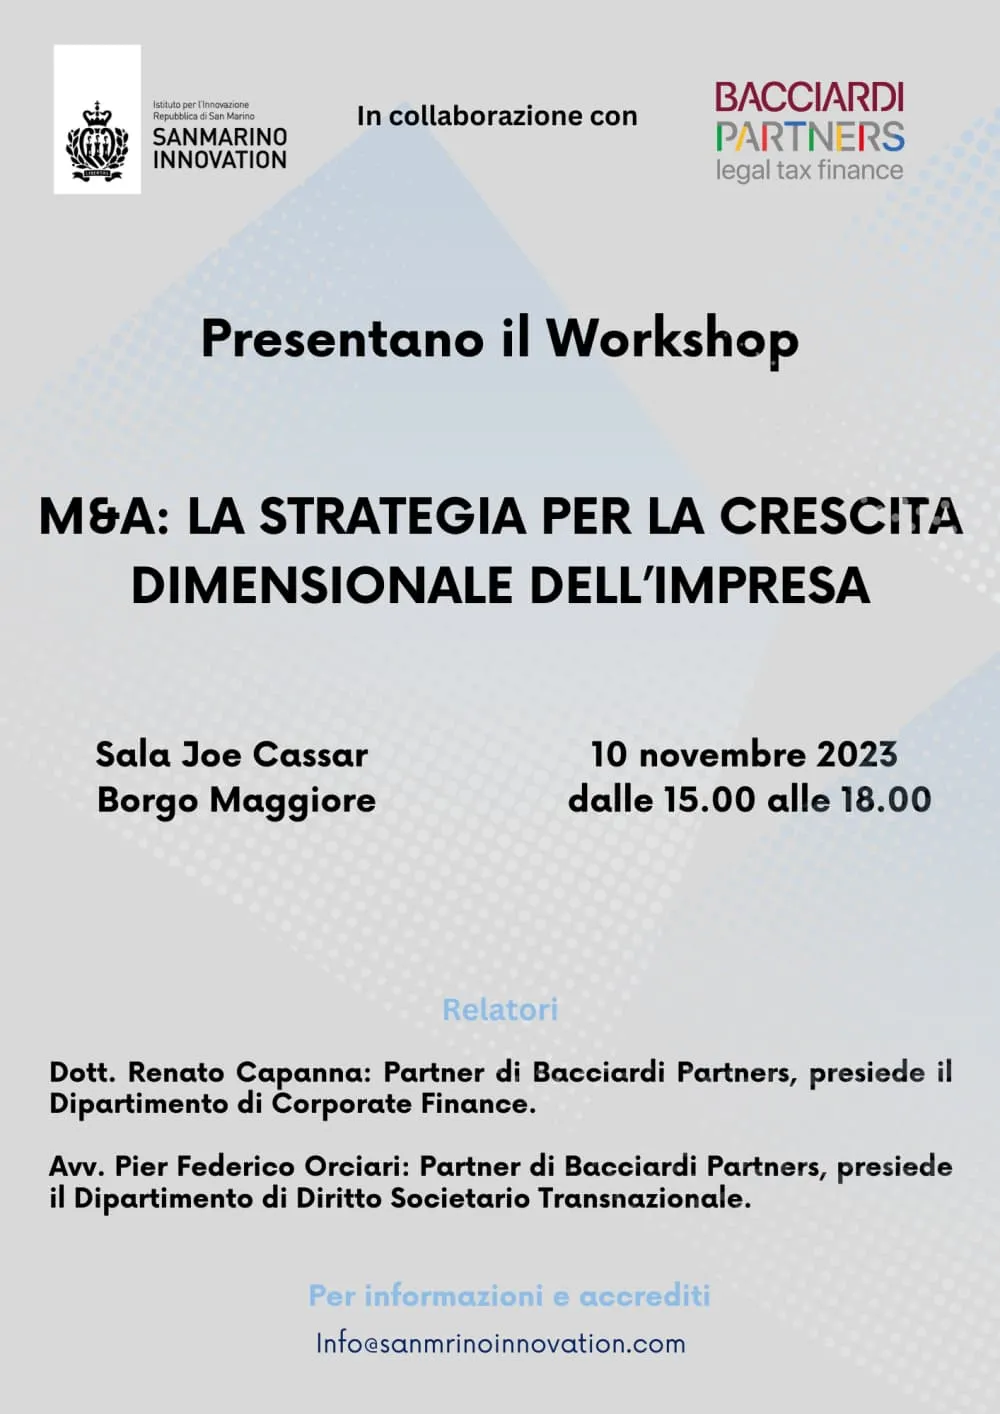 Istituto per l'Innovazione
Repubblica di San Marino
SANMARINO
INNOVATION
LIBERTAS
In collaborazione con
BACCIARDI
PARTNERS
legal tax finance
Presentano il Workshop
M&A: LA STRATEGIA PER LA CRESCITA
DIMENSIONALE DELL'IMPRESA
Sala Joe Cassar
Borgo Maggiore
10 novembre 2023
dalle 15.00 alle 18.00
Relatori
Dott. Renato Capanna: Partner di Bacciardi Partners, presiede il
Dipartimento di Corporate Finance.
Avv. Pier Federico Orciari: Partner di Bacciardi Partners, presiede
il Dipartimento di Diritto Societario Transnazionale.
Per informazioni e accrediti
Info@sanmrinoinnovation.com